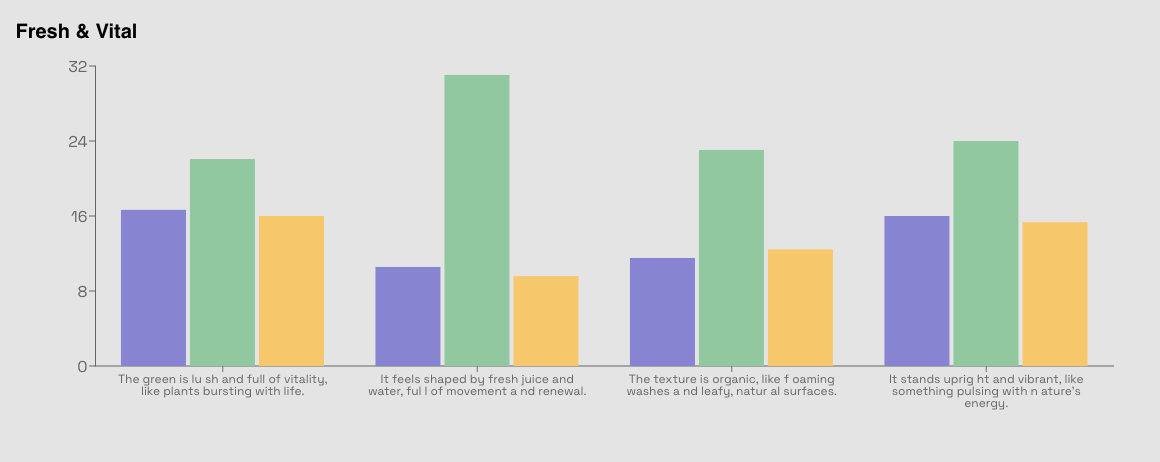 Fresh & Vital
32
24
16
8
0
The green is lu sh and full of vitality,
like plants bursting with life.
It feels shaped by fresh juice and
water, ful l of movement a nd renewal.
The texture is organic, like f oaming
washes a nd leafy, natur al surfaces.
It stands uprig ht and vibrant, like
something pulsing with n ature's
energy.